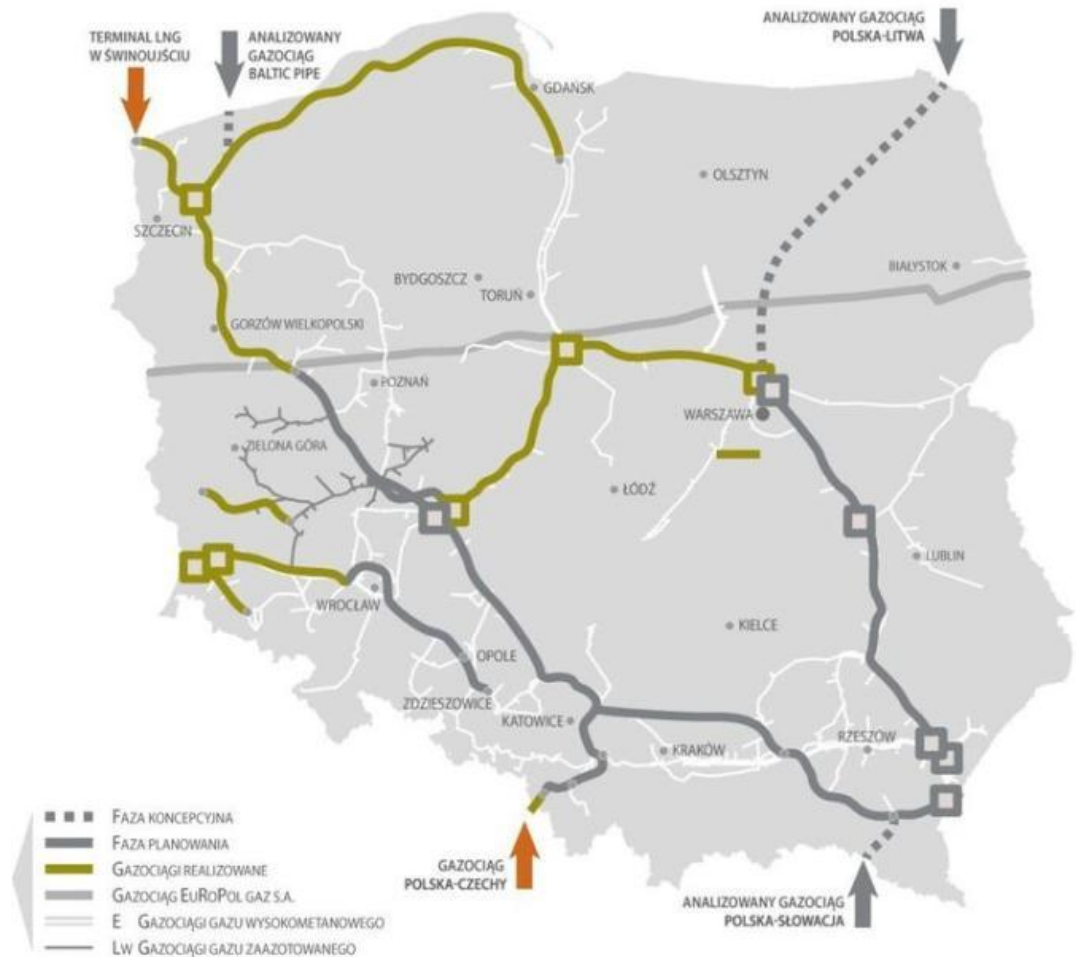 TERMINAL LNG
W ŚWINOUJŚCIU
ANALIZOWANY
GAZOCIĄG
BALTIC PIPE
ANALIZOWANY GAZOCIĄG
POLSKA-LITWA
GDAŃSK
OLSZTYN
SZCZECIN
BIAŁYSTOK
BYDGOSZCZ
TORUŃ
GORZÓW WIELKOPOLSKI
POZNAŃ
WARSZAWA
ZIELONA GÓRA
ŁÓDŹ
LUBLIN
WROCŁAW
KIELCE
OPOLE
ZDZIESZOWICE
KATOWICE
KRAKÓW
RZESZÓW
FAZA KONCEPCYJNA
FAZA PLANOWANIA
GAZOCIĄGI REALIZOWANE
GAZOCIĄG EUROPOL GAZ S.A.
E GAZOCIĄGI GAZU WYSOKOMETANOWEGO
LW GAZOCIĄGI GAZU ZAAZOTOWANEGO
GAZOCIĄG
POLSKA-CZECHY
ANALIZOWANY GAZOCIĄG
POLSKA-SŁOWACJA